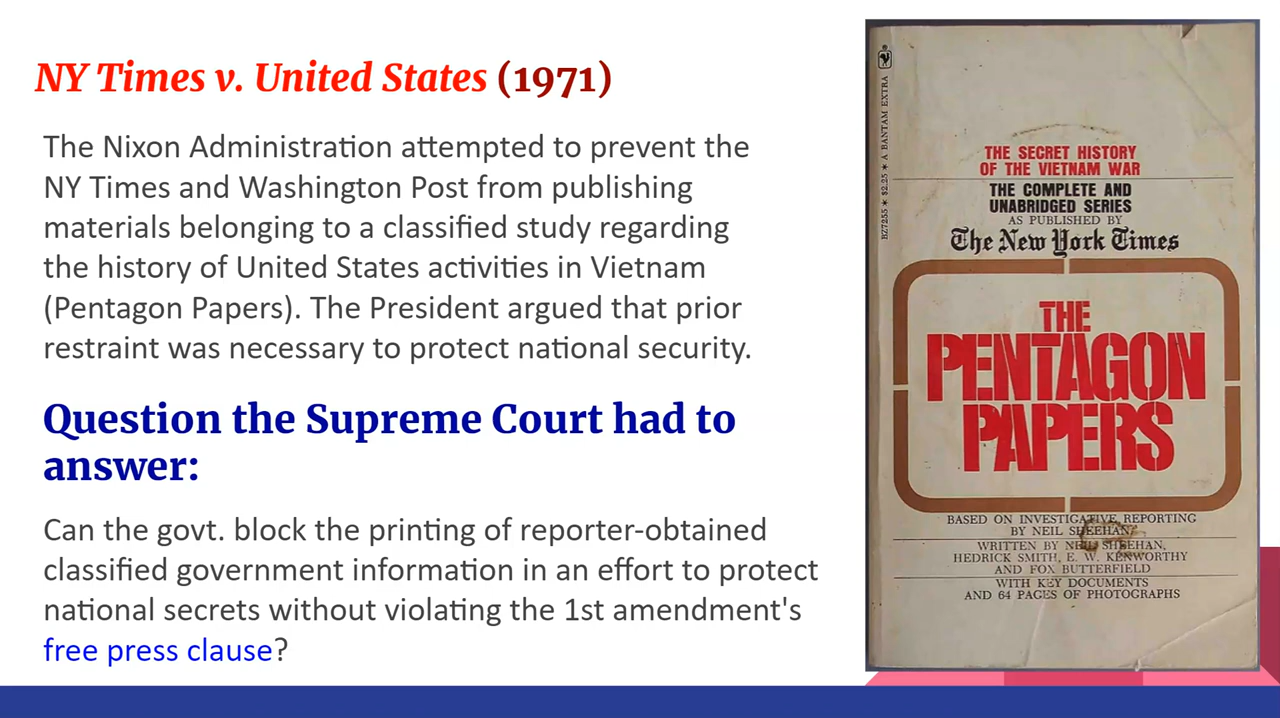 NY Times v. United States (1971)
The Nixon Administration attempted to prevent the
NY Times and Washington Post from publishing
materials belonging to a classified study regarding
the history of United States activities in Vietnam
(Pentagon Papers). The President argued that prior
restraint was necessary to protect national security.
Question the Supreme Court had to
answer:
Can the govt. block the printing of reporter-obtained
classified government information in an effort to protect
national secrets without violating the 1st amendment's
free press clause?
BZ7255 * $2.25 * A BANTAM EXTRA
THE SECRET HISTORY
OF THE VIETNAM WAR
THE COMPLETE AND
UNABRIDGED SERIES
AS PUBLISHED BY
The New York Times
THE
PENTAGON
PAPERS
BASED ON INVESTIGATIVE REPORTING
BY NEIL SHEEHAN
WRITTEN BY NEIL SHEEHAN,
HEDRICK SMITH, E. W. KENWORTHY
AND FOX BUTTERFIELD
WITH KEY DOCUMENTS
AND 64 PAGES OF PHOTOGRAPHS